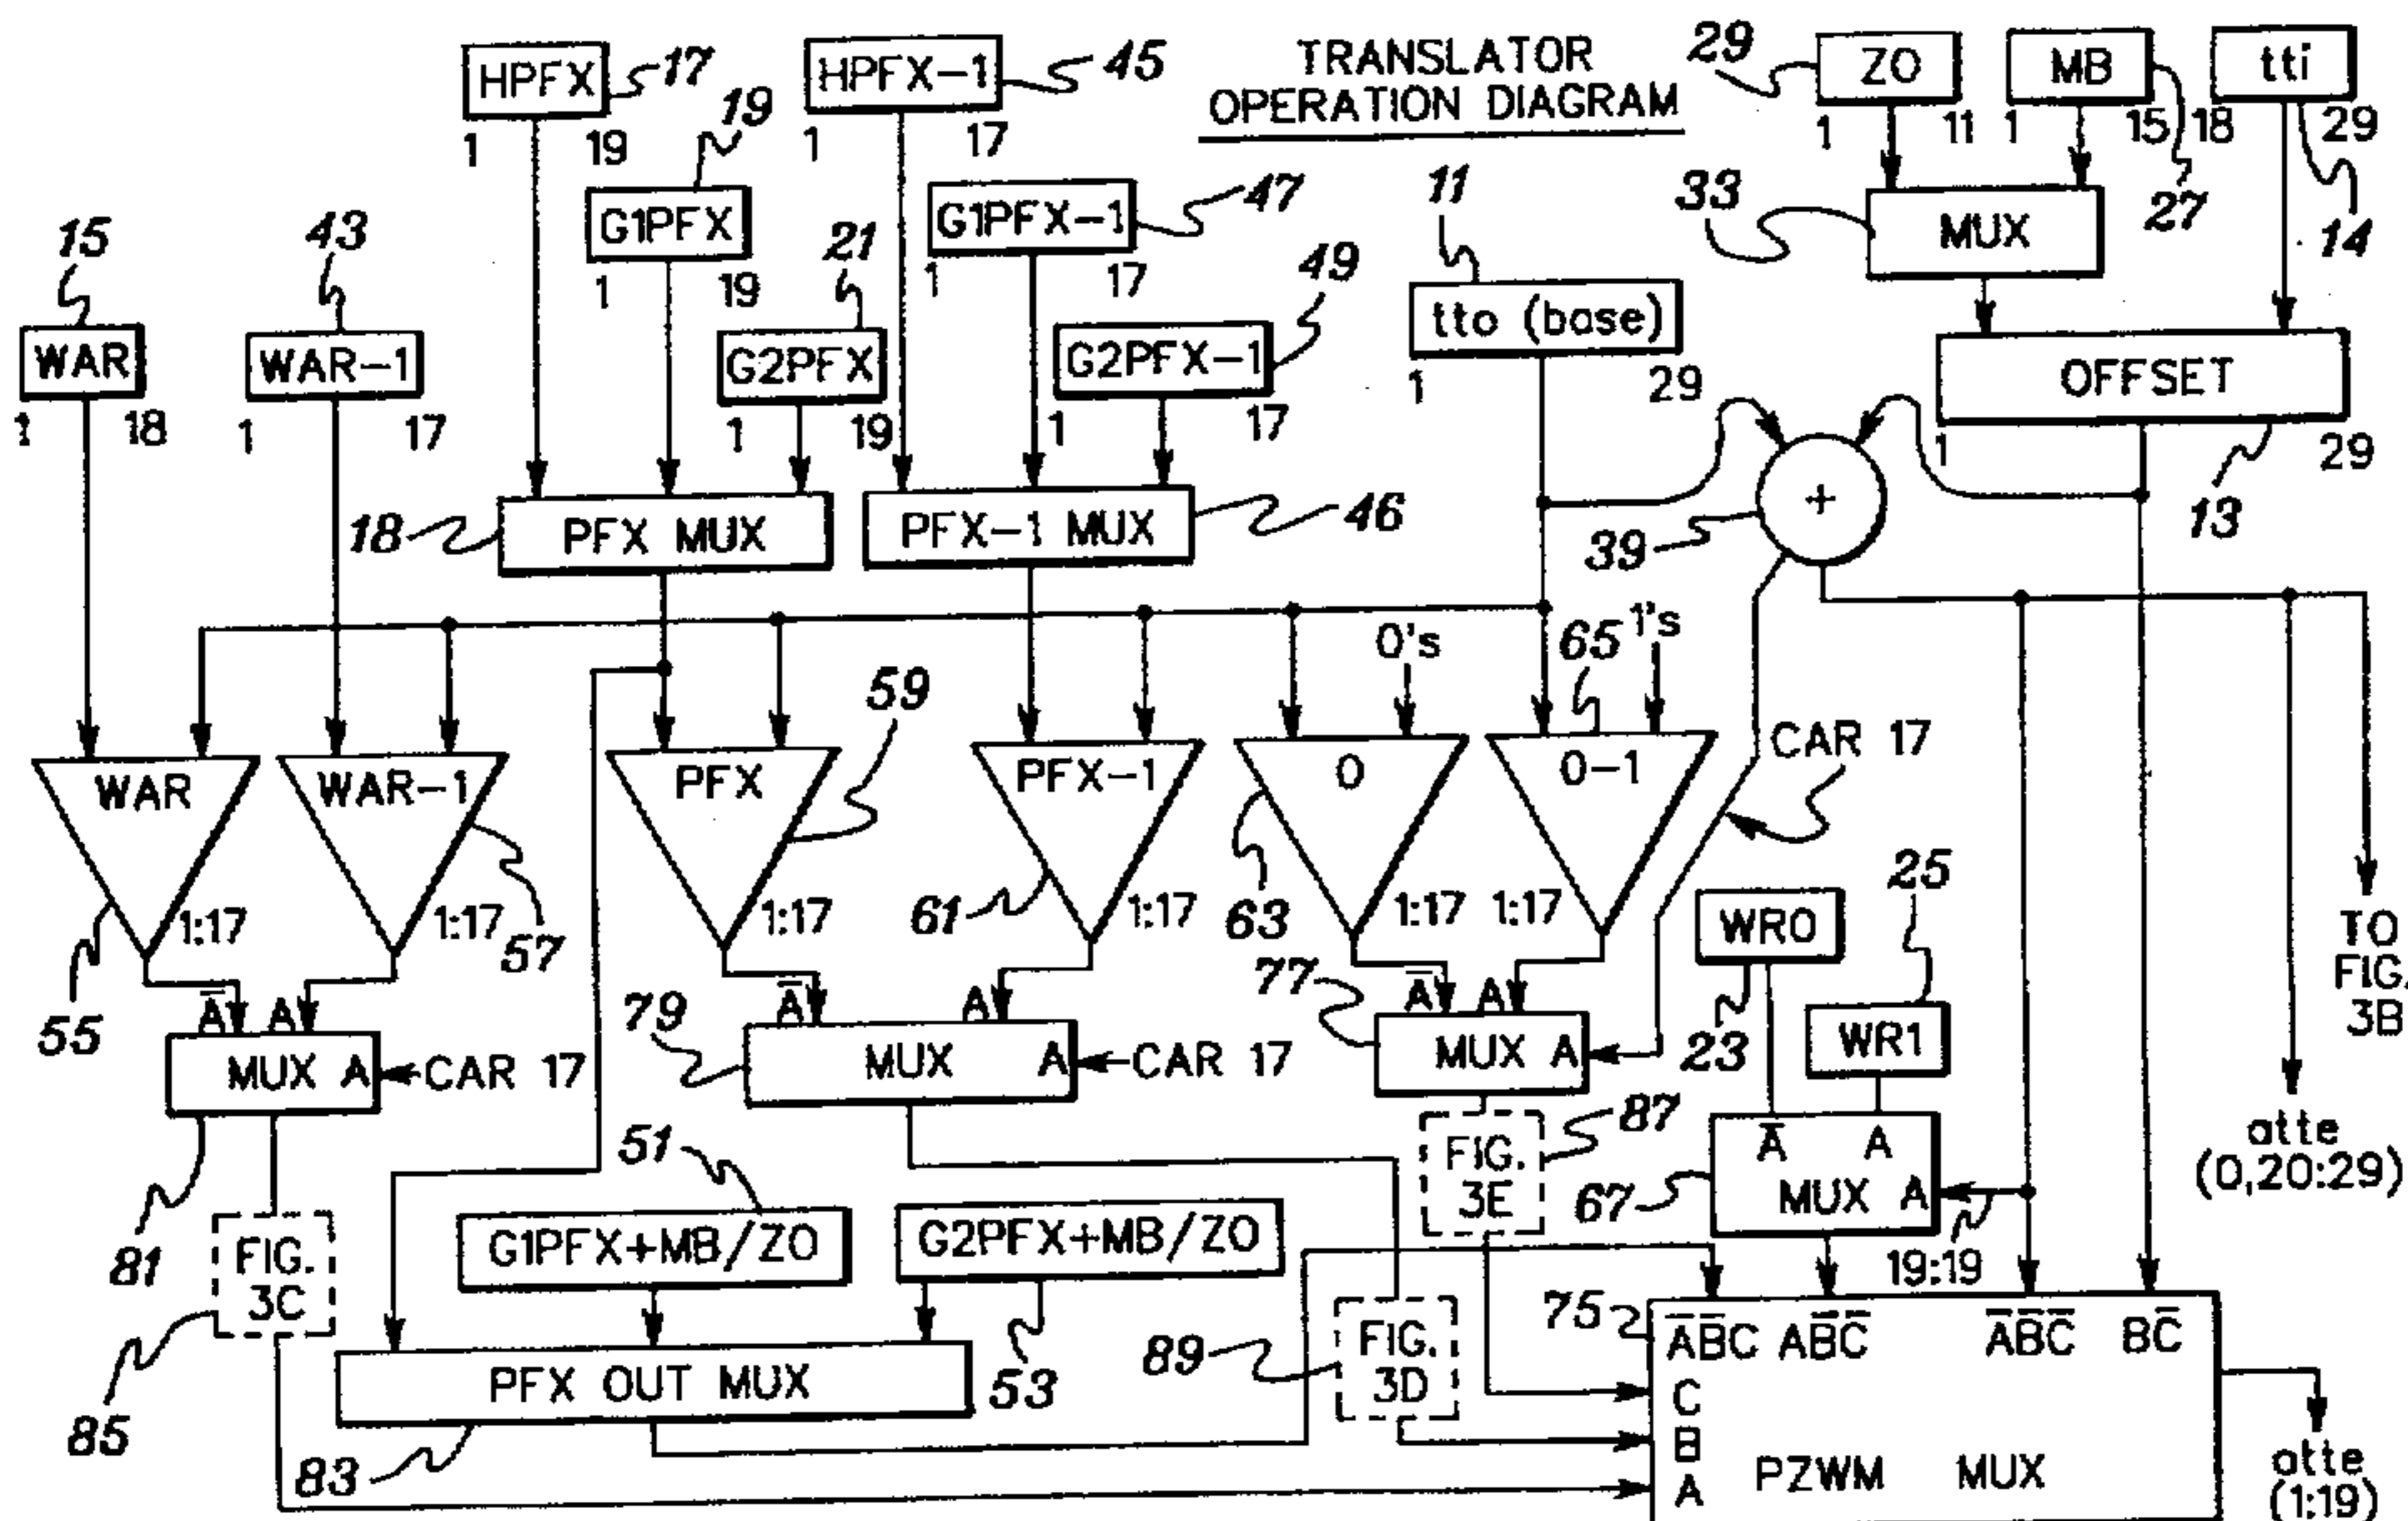 TRANSLATOR
OPERATION DIAGRAM
HPFX
17
1 19
HPFX-1
45
1 17
29
ZO
1 11
MB
1 15
27
tti
18 29
14
19
G1PFX
1 19
G1PFX-1
47
1 17
11
tto (base)
1 29
33
MUX
15
WAR
1 18
43
WAR-1
1 17
21
G2PFX
1 19
49
G2PFX-1
1 17
OFFSET
1 29
13
18
PFX MUX
PFX-1 MUX
46
+
39
0's
65
1's
WAR
1:17
55
WAR-1
1:17
57
PFX
59
1:17
PFX-1
61
1:17
0
63
1:17
0-1
1:17
CAR 17
WR0
23
25
WR1
TO
FIG.
3B
A̅ A
MUX A
CAR 17
81
79
A̅ A
MUX A
CAR 17
77
A̅ A
MUX A
FIG.
3E
87
A̅ A
MUX A
67
19:19
atte
(0,20:29)
FIG.
3C
85
51
G1PFX+MB/ZO
G2PFX+MB/ZO
53
PFX OUT MUX
83
FIG.
3D
89
75
A̅B̅C AB̅C̅ A̅B̅C̅ BC̅
C
B
A
PZWM MUX
atte
(1:19)